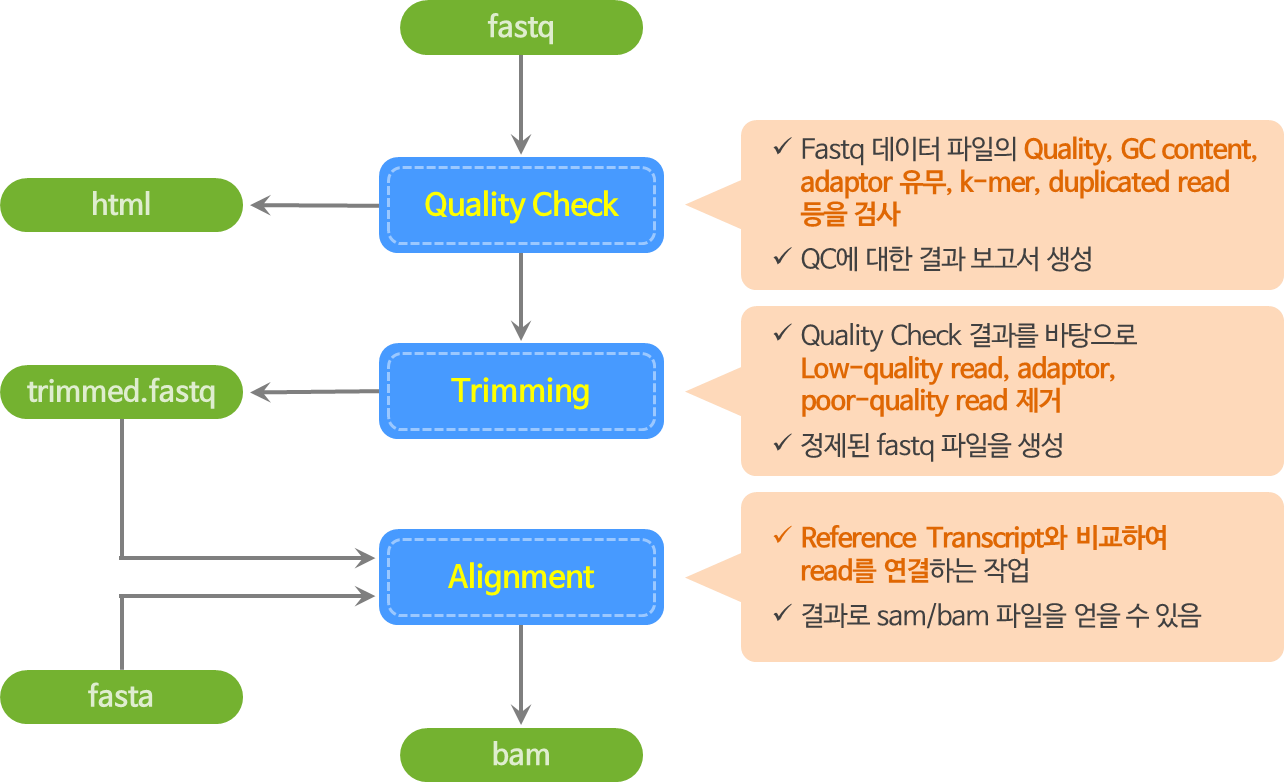 fastq
html
Quality Check
✓ Fastq 데이터 파일의 Quality, GC content,
adaptor 유무, k-mer, duplicated read
등을 검사
✓ QC에 대한 결과 보고서 생성
trimmed.fastq
Trimming
✓ Quality Check 결과를 바탕으로
Low-quality read, adaptor,
poor-quality read 제거
✓ 정제된 fastq 파일을 생성
Alignment
✓ Reference Transcript와 비교하여
read를 연결하는 작업
✓ 결과로 sam/bam 파일을 얻을 수 있음
fasta
bam